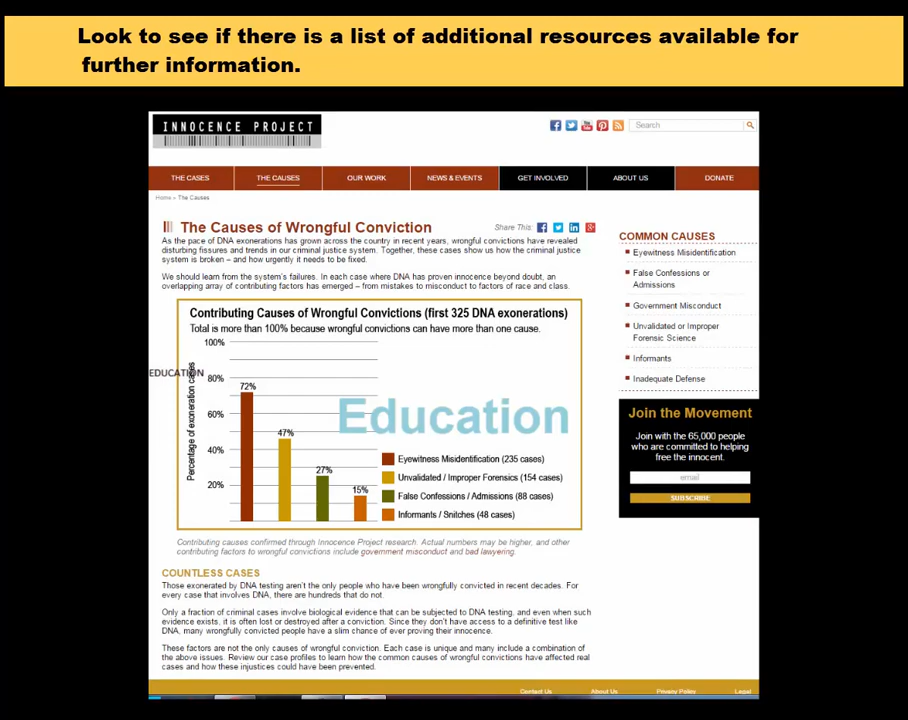 Look to see if there is a list of additional resources available for
further information.
INNOCENCE PROJECT
Search
THE CASES
THE CAUSES
OUR WORK
NEWS & EVENTS
GET INVOLVED
ABOUT US
DONATE
Home » The Causes
The Causes of Wrongful Conviction
Share This:
As the pace of DNA exonerations has grown across the country in recent years, wrongful convictions have revealed
disturbing fissures and trends in our criminal justice system. Together, these cases show us how the criminal justice
system is broken – and how urgently it needs to be fixed.
We should learn from the system's failures. In each case where DNA has proven innocence beyond doubt, an
overlapping array of contributing factors has emerged – from mistakes to misconduct to factors of race and class.
Contributing Causes of Wrongful Convictions (first 325 DNA exonerations)
Total is more than 100% because wrongful convictions can have more than one cause.
Percentage of exoneration cases
100%
80%
60%
40%
20%
72%
47%
27%
15%
EDUCATION
Education
Eyewitness Misidentification (235 cases)
Unvalidated / Improper Forensics (154 cases)
False Confessions / Admissions (88 cases)
Informants / Snitches (48 cases)
Contributing causes confirmed through Innocence Project research. Actual numbers may be higher, and other
contributing factors to wrongful convictions include government misconduct and bad lawyering.
COUNTLESS CASES
Those exonerated by DNA testing aren't the only people who have been wrongfully convicted in recent decades. For
every case that involves DNA, there are hundreds that do not.
Only a fraction of criminal cases involve biological evidence that can be subjected to DNA testing, and even when such
evidence exists, it is often lost or destroyed after a conviction. Since they don't have access to a definitive test like
DNA, many wrongfully convicted people have a slim chance of ever proving their innocence.
These factors are not the only causes of wrongful conviction. Each case is unique and many include a combination of
the above issues. Review our case profiles to learn how the common causes of wrongful convictions have affected real
cases and how these injustices could have been prevented.
COMMON CAUSES
Eyewitness Misidentification
False Confessions or
Admissions
Government Misconduct
Unvalidated or Improper
Forensic Science
Informants
Inadequate Defense
Join the Movement
Join with the 65,000 people
who are committed to helping
free the innocent.
email
SUBSCRIBE
Contact Us
About Us
Privacy Policy
Legal